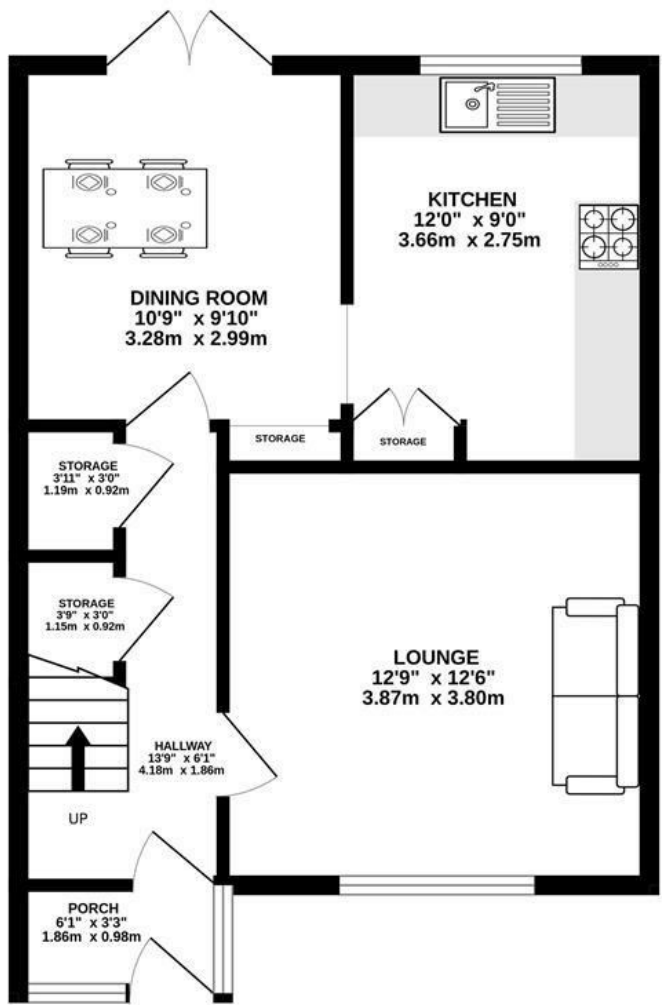 KITCHEN
12'0" x 9'0"
3.66m x 2.75m
DINING ROOM
10'9" x 9'10"
3.28m x 2.99m
STORAGE
STORAGE
STORAGE
3'11" x 3'0"
1.19m x 0.92m
STORAGE
3'9" x 3'0"
1.15m x 0.92m
LOUNGE
12'9" x 12'6"
3.87m x 3.80m
HALLWAY
13'9" x 6'1"
4.18m x 1.86m
UP
PORCH
6'1" x 3'3"
1.86m x 0.98m